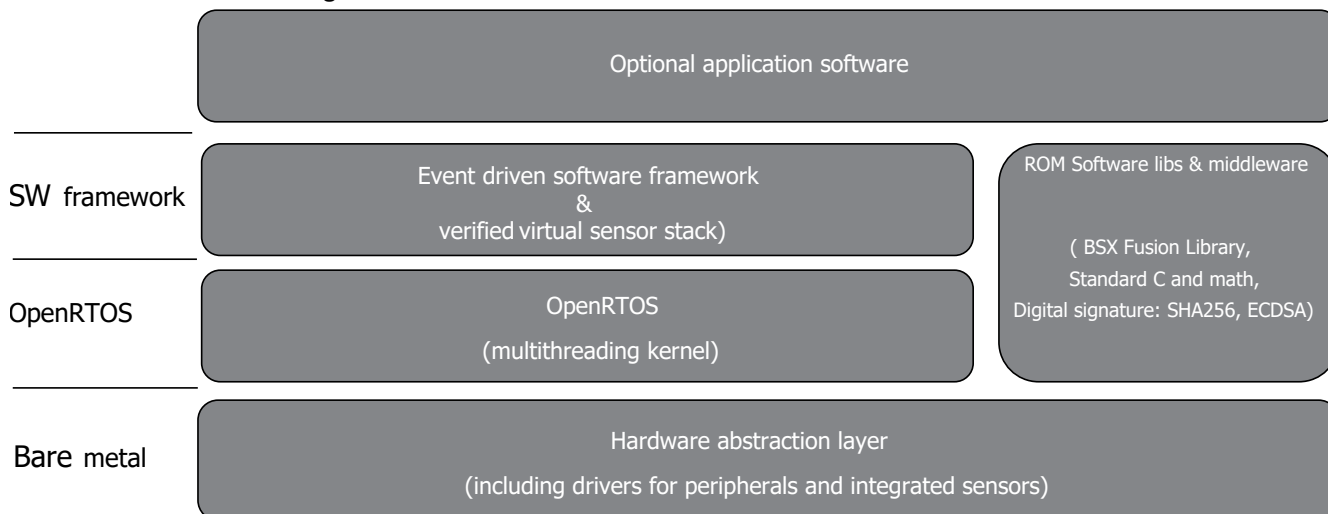 Optional application software
SW framework
Event driven software framework
&
verified virtual sensor stack)
ROM Software libs & middleware
( BSX Fusion Library,
Standard C and math,
Digital signature: SHA256, ECDSA)
OpenRTOS
OpenRTOS
(multithreading kernel)
Bare metal
Hardware abstraction layer
(including drivers for peripherals and integrated sensors)